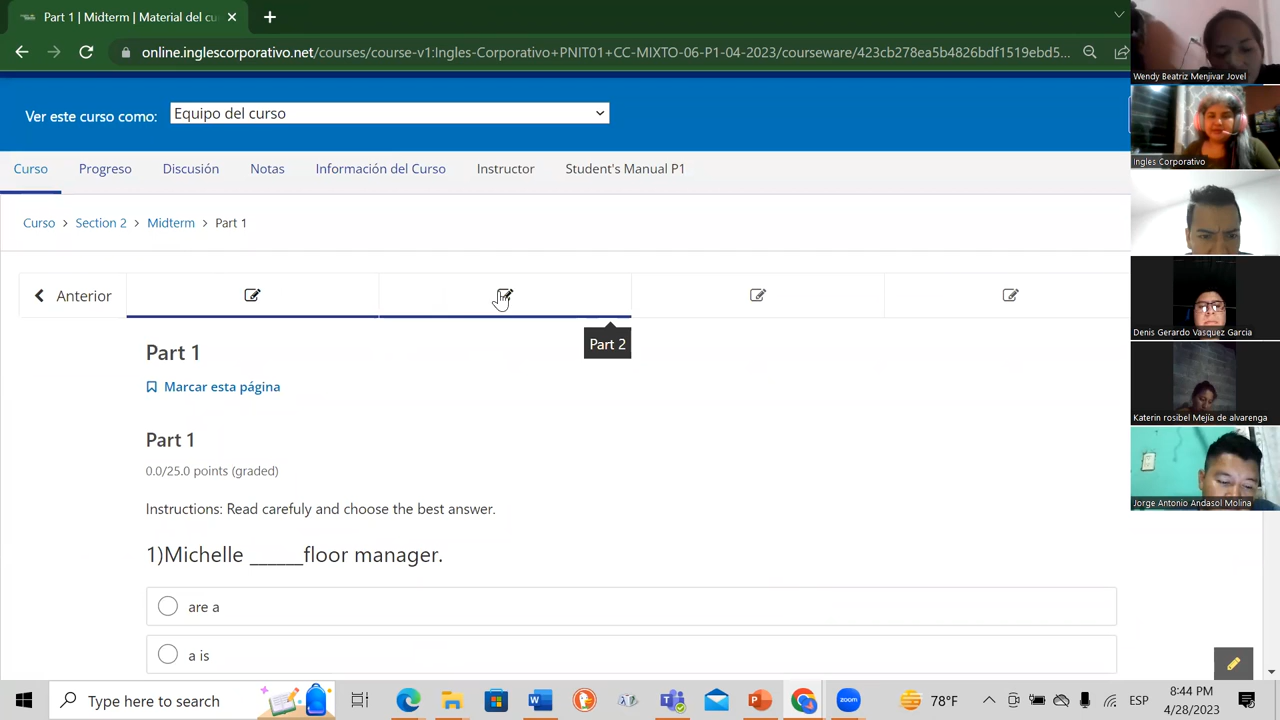 Part 1 | Midterm | Material del cu
online.inglescorporativo.net/courses/course-v1:Ingles-Corporativo+PNIT01+CC-MIXTO-06-P1-04-2023/courseware/423cb278ea5b4826bdf1519ebd5...
Ver este curso como: Equipo del curso
Curso Progreso Discusión Notas Información del Curso Instructor Student's Manual P1
Curso > Section 2 > Midterm > Part 1
Anterior
Part 2
Part 1
Marcar esta página
Part 1
0.0/25.0 points (graded)
Instructions: Read carefuly and choose the best answer.
1)Michelle ______floor manager.
are a
a is
Wendy Beatriz Menjivar Jovel
Ingles Corporativo
Denis Gerardo Vasquez Garcia
Katerin rosibel Mejía de alvarenga
Jorge Antonio Andasol Molina
Type here to search
78°F
ESP
8:44 PM
4/28/2023